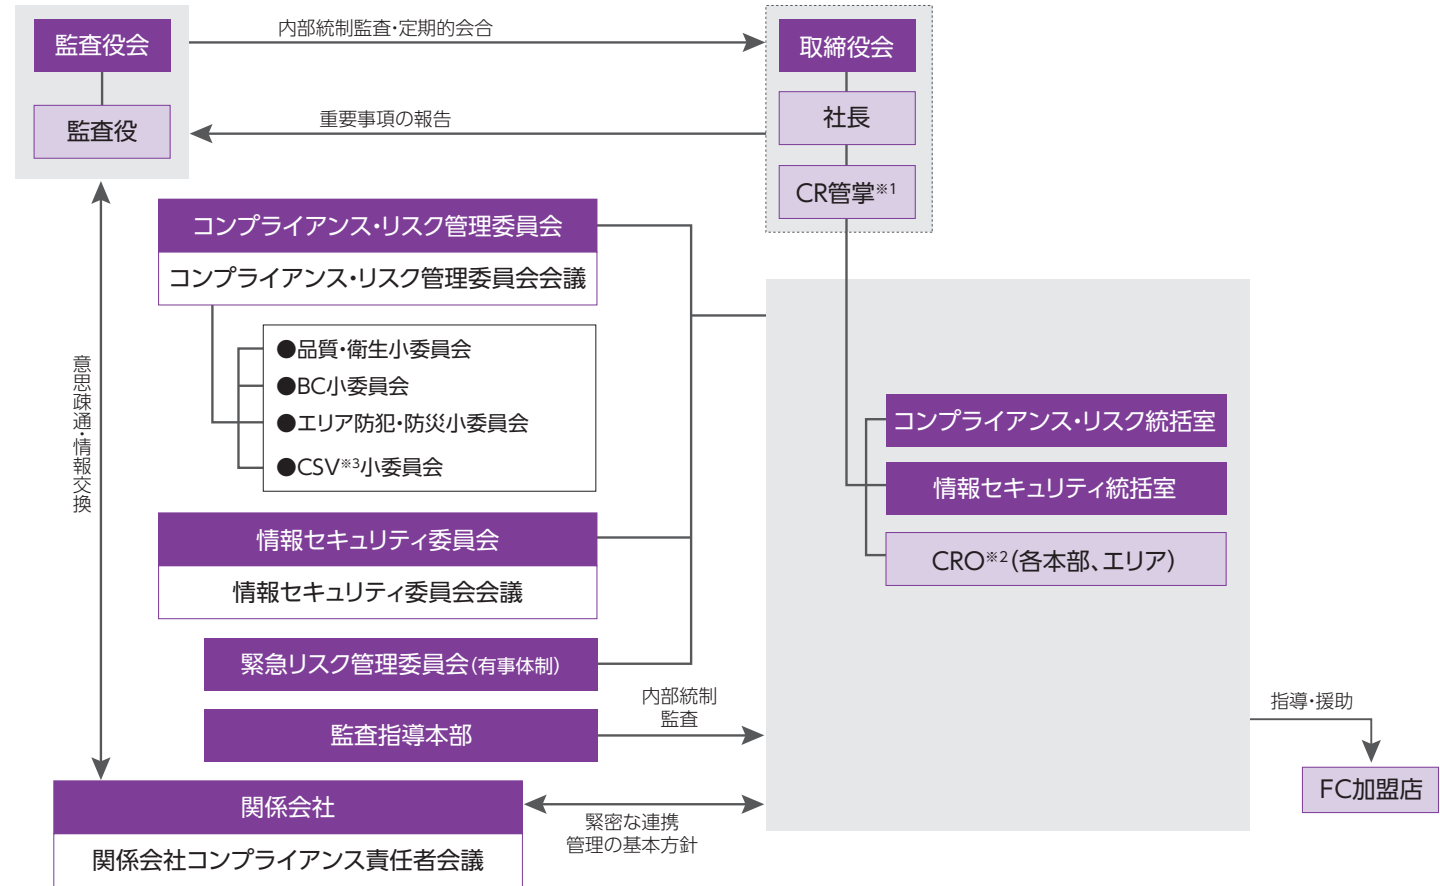 監査役会
内部統制監査・定期的会合
取締役会
監査役
重要事項の報告
社長
CR管掌※1
コンプライアンス・リスク管理委員会
コンプライアンス・リスク管理委員会会議
●品質・衛生小委員会
●BC小委員会
●エリア防犯・防災小委員会
●CSV※3小委員会
意思疎通・情報交換
コンプライアンス・リスク統括室
情報セキュリティ統括室
CRO※2(各本部、エリア)
情報セキュリティ委員会
情報セキュリティ委員会会議
緊急リスク管理委員会(有事体制)
内部統制
監査
監査指導本部
指導・援助
FC加盟店
関係会社
関係会社コンプライアンス責任者会議
緊密な連携
管理の基本方針